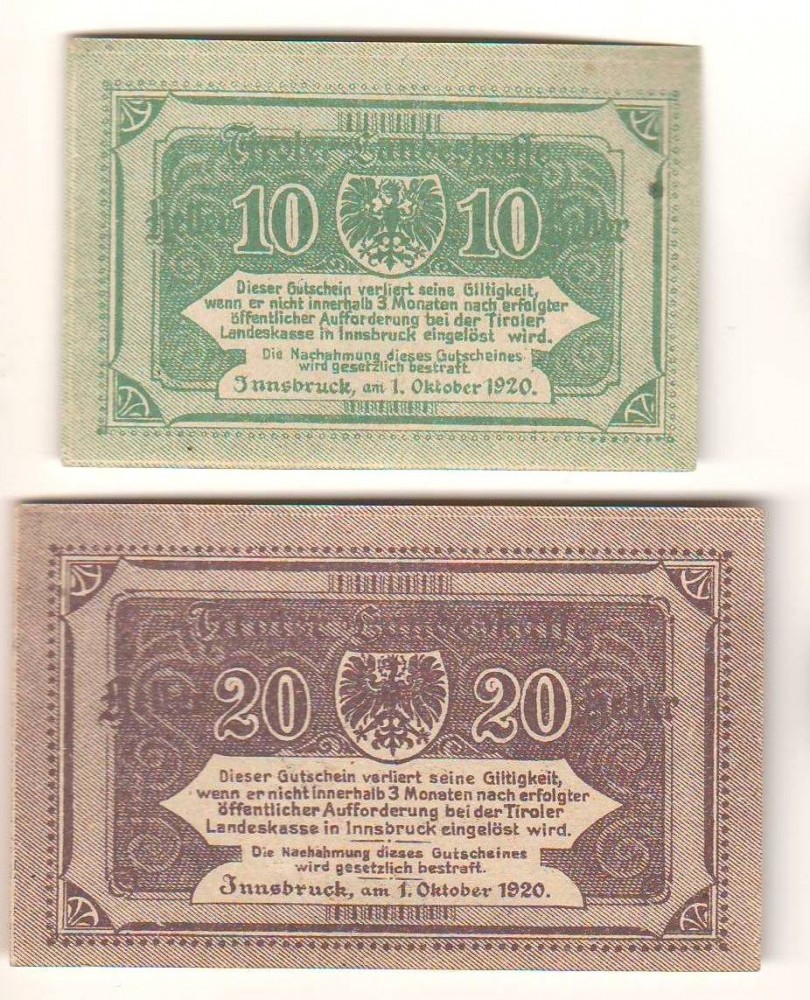 Tiroler Landeskasse
Heller 10 10 Heller
Dieser Gutschein verliert seine Giltigkeit,
wenn er nicht innerhalb 3 Monaten nach erfolgter
öffentlicher Aufforderung bei der Tiroler
Landeskasse in Innsbruck eingelöst wird.
Die Nachahmung dieses Gutscheines
wird gesetzlich bestraft.
Innsbruck, am 1. Oktober 1920.
Tiroler Landeskasse
Heller 20 20 Heller
Dieser Gutschein verliert seine Giltigkeit,
wenn er nicht innerhalb 3 Monaten nach erfolgter
öffentlicher Aufforderung bei der Tiroler
Landeskasse in Innsbruck eingelöst wird.
Die Nachahmung dieses Gutscheines
wird gesetzlich bestraft.
Innsbruck, am 1. Oktober 1920.